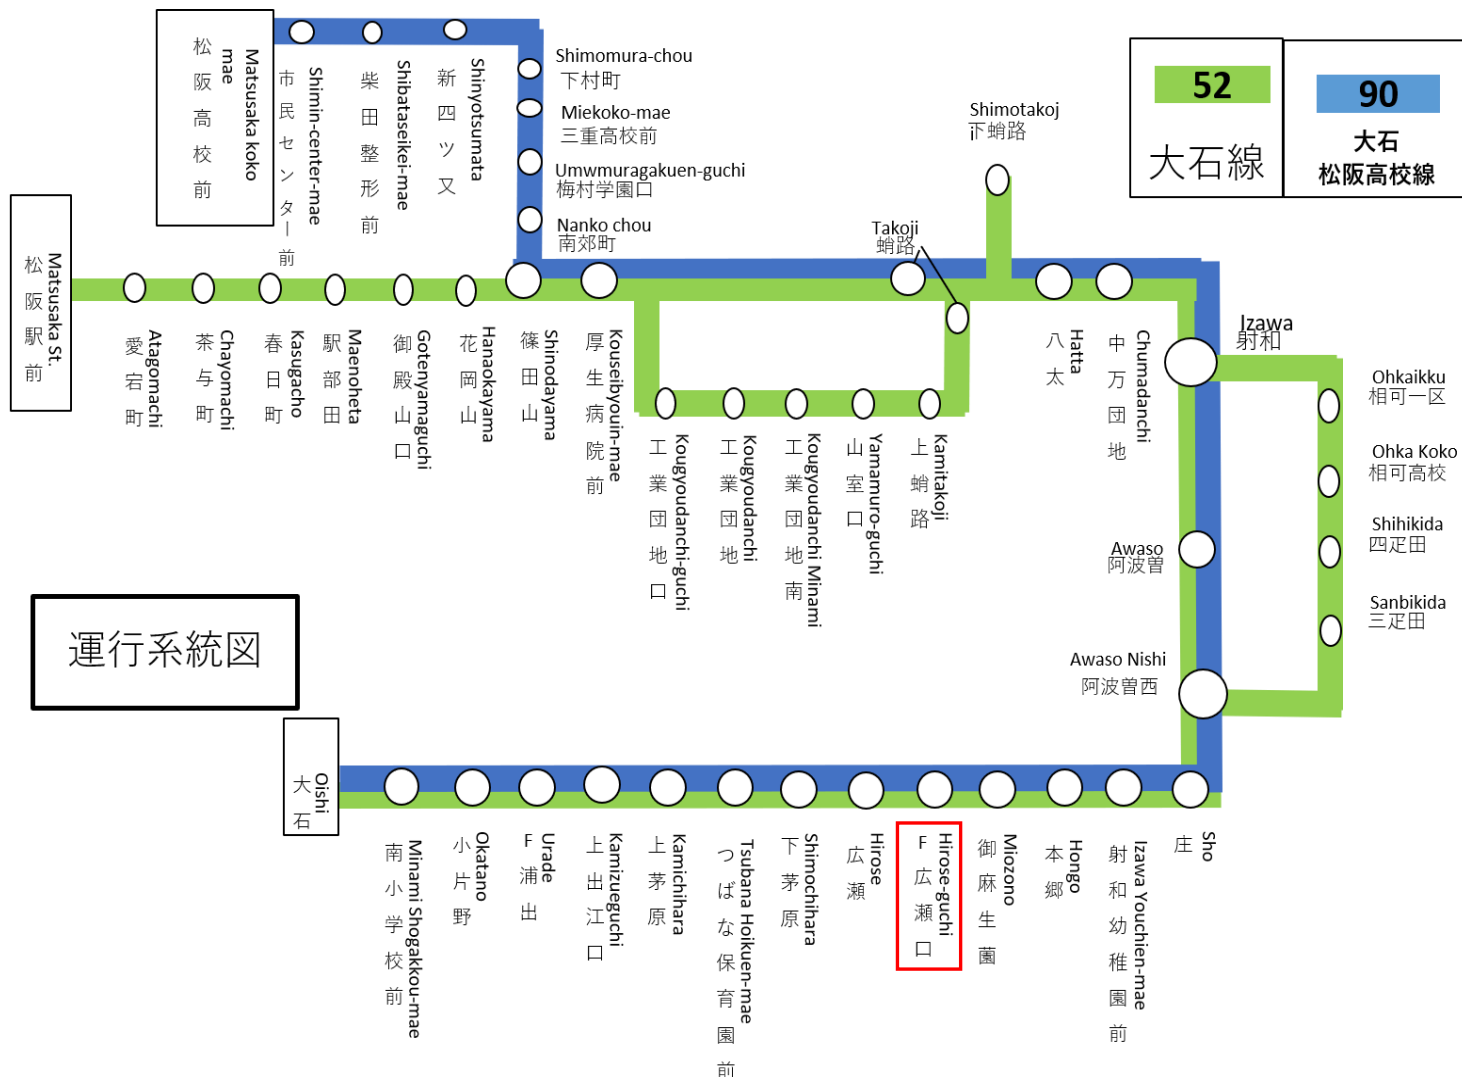 松阪高校前
Matsusaka koko
mae
市民センター前
Shimin-center-mae
柴田整形前
Shibataseikei-mae
新四ツ又
Shinyotsumata
Shimomura-chou
下村町
Miekoko-mae
三重高校前
Umwmuragakuen-guchi
梅村学園口
Nanko chou
南郊町
Shimotakoj
i
下蛸路
Takoji
蛸路
52
大石線
90
大石
松阪高校線
松阪駅前
Matsusaka St.
愛宕町
Atagomachi
茶与町
Chayomachi
春日町
Kasugacho
駅部田
Maenoheta
御殿山口
Gotenyamaguchi
花岡山
Hanaokayama
篠田山
Shinodayama
厚生病院前
Kouseibyouin-mae
工業団地口
Kougyoudanchi-guchi
工業団地
Kougyoudanchi
工業団地南
Kougyoudanchi Minami
山室口
Yamamuro-guchi
上蛸路
Kamitakoji
八太
Hatta
中万団地
Chumadanchi
Izawa
射和
Ohkaikku
相可一区
Ohka Koko
相可高校
Shihikida
四疋田
Sanbikida
三疋田
Awaso
阿波曽
Awaso Nishi
阿波曽西
運行系統図
大石
Oishi
南小学校前
Minami Shogakkou-mae
小片野
Okatano
F浦出
Urade
上出江口
Kamizueguchi
上茅原
Kamichihara
つばな保育園前
Tsubana Hoikuen-mae
下茅原
Shimochihara
広瀬
Hirose
F広瀬口
Hirose-guchi
御麻生薗
Miozono
本郷
Hongo
射和幼稚園前
Izawa Youchien-mae
庄
Sho